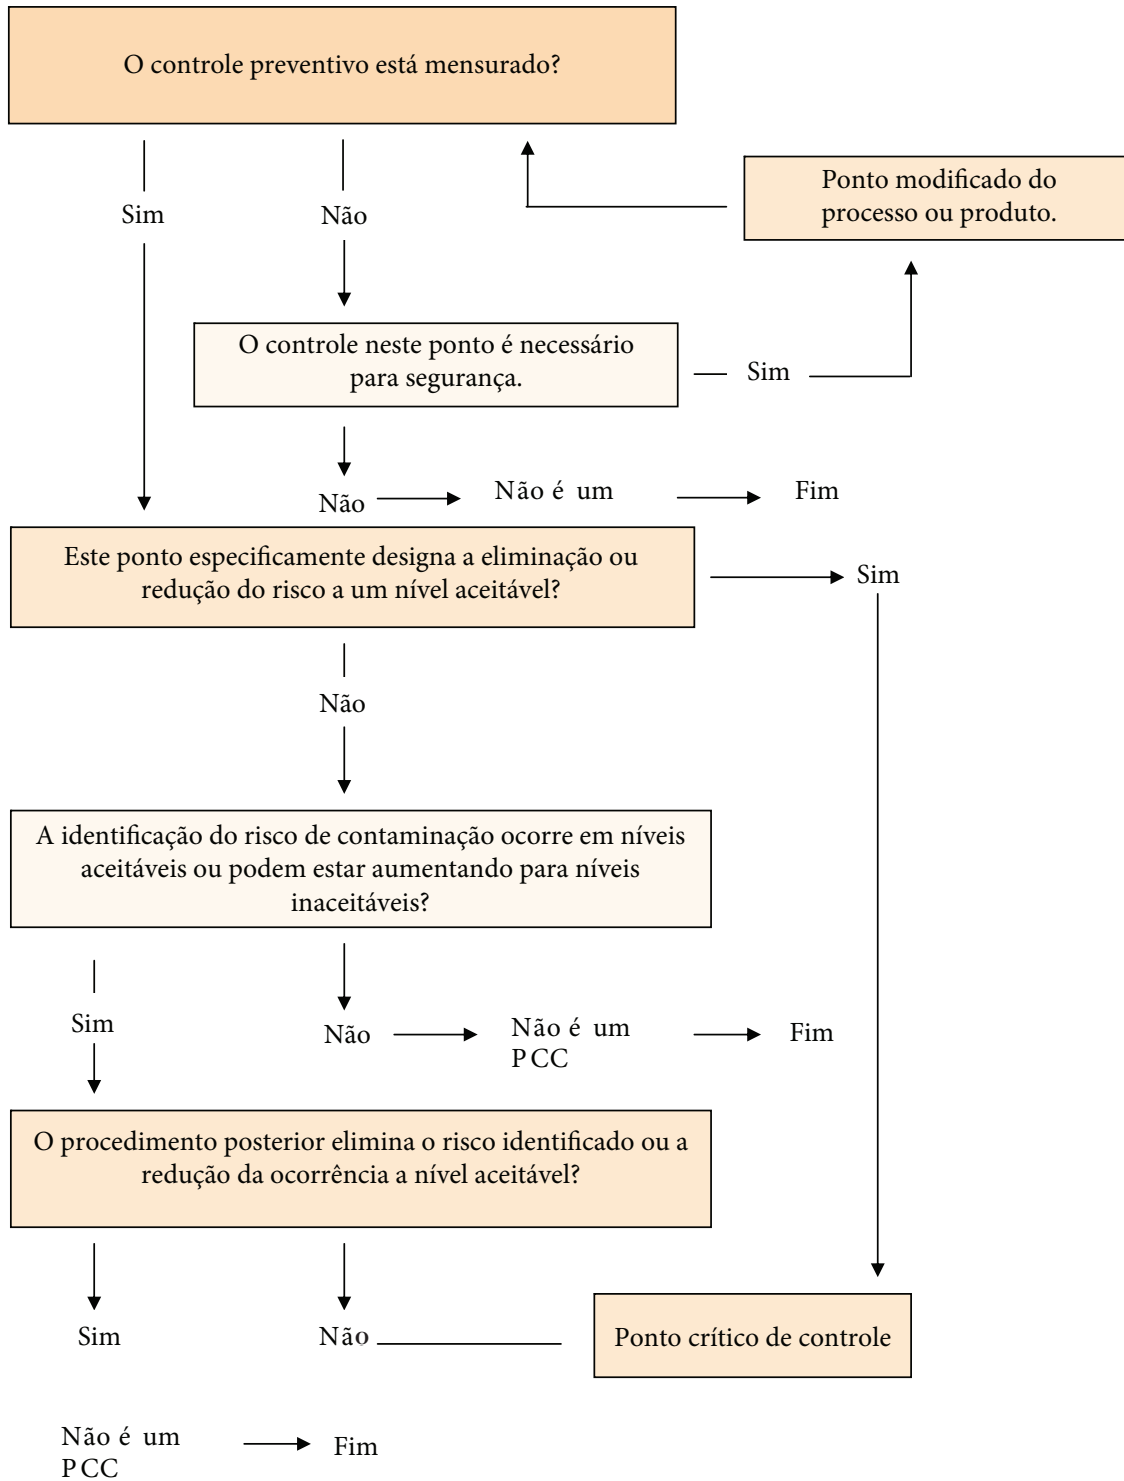 O controle preventivo está mensurado?
Ponto modificado do
processo ou produto.
Sim
Não
O controle neste ponto é necessário
para segurança.
Sim
Não
Não é um
Fim
Este ponto especificamente designa a eliminação ou
redução do risco a um nível aceitável?
Sim
Não
A identificação do risco de contaminação ocorre em níveis
aceitáveis ou podem estar aumentando para níveis
inaceitáveis?
Sim
Não
Não é um
PCC
Fim
O procedimento posterior elimina o risco identificado ou a
redução da ocorrência a nível aceitável?
Sim
Não
Ponto crítico de controle
Não é um
PCC
Fim